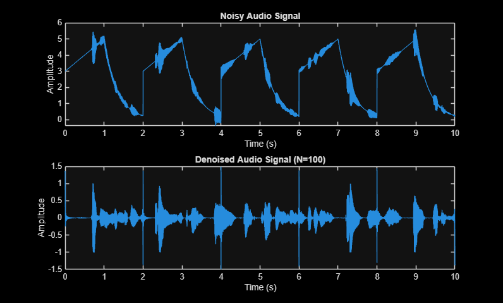 Noisy Audio Signal
6
5
4
3
2
1
0
Amplitude
0 1 2 3 4 5 6 7 8 9 10
Time (s)
Denoised Audio Signal (N=100)
1.5
1
0.5
0
-0.5
-1
-1.5
Amplitude
0 1 2 3 4 5 6 7 8 9 10
Time (s)